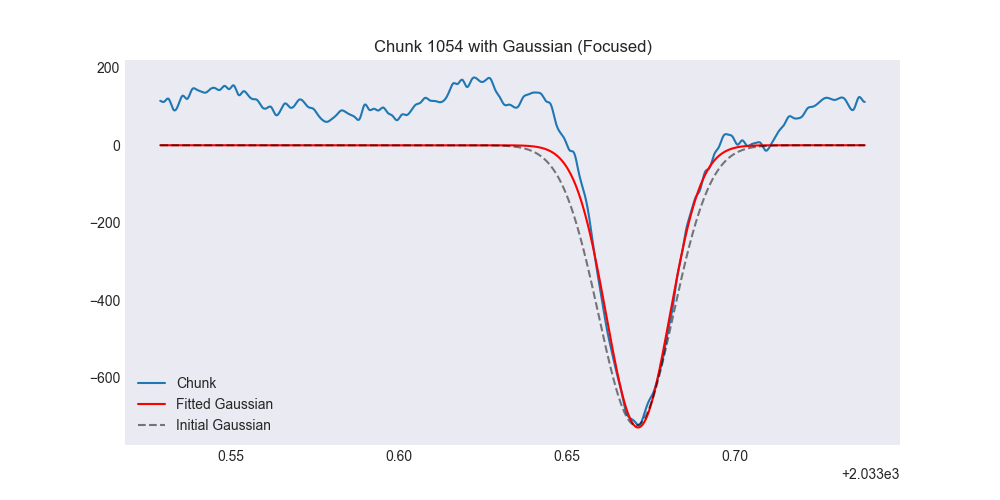 Chunk 1054 with Gaussian (Focused)
200
0
−200
−400
−600
Chunk
Fitted Gaussian
Initial Gaussian
0.55 0.60 0.65 0.70
+2.033e3